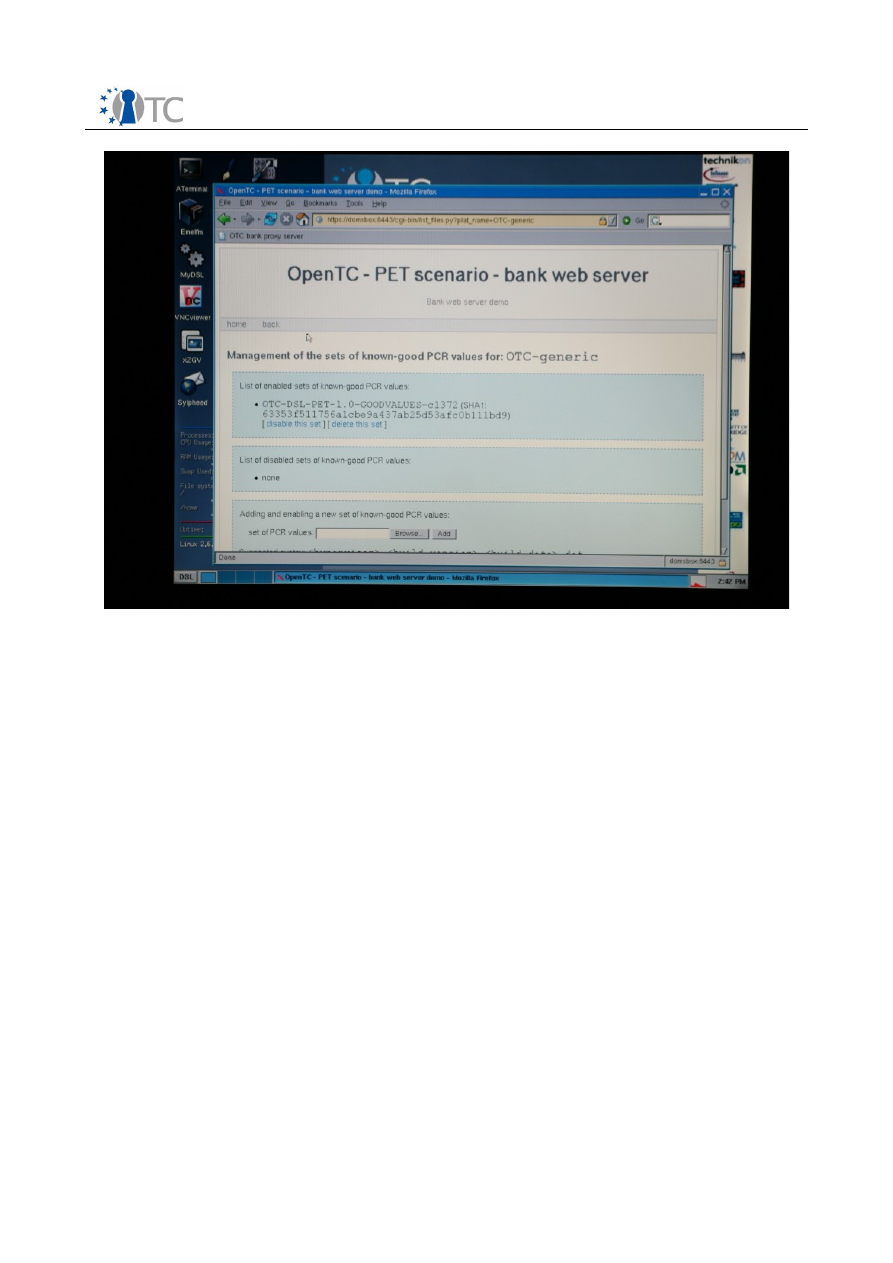 OTC
technikon
Infineon
ATerminal
OpenTC - PET scenario - bank web server demo - Mozilla Firefox
File Edit View Go Bookmarks Tools Help
Emelfm
https://domsbox:6443/cgi-bin/list_files.py?plat_name=OTC-generic
Go
OTC bank proxy server
MyDSL
OpenTC - PET scenario - bank web server
Bank web server demo
VNCviewer
home back
xZGV
Management of the sets of known-good PCR values for: OTC-generic
List of enabled sets of known-good PCR values:
Sylpheed
OTC-DSL-PET-1.0-GOODVALUES-c1372 (SHA1:
63353f511756a1cbe9a437ab25d53afc0b111bd9)
[ disable this set ] [ delete this set ]
Processes
CPU Usage
RAM Usage
List of disabled sets of known-good PCR values:
Swap Used
none
File syste
/
/home
Adding and enabling a new set of known-good PCR values:
Uptime:
set of PCR values: Browse... Add
Linux 2.6.
Done
domsbox:6443
DSL
OpenTC - PET scenario - bank web server demo - Mozilla Firefox
2:42 PM